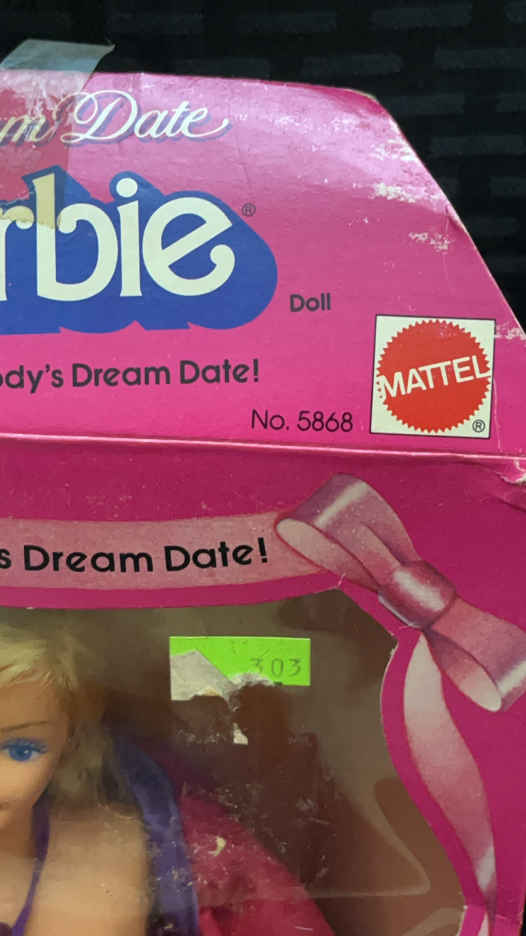 m Date
rbie®
Doll
ody's Dream Date!
MATTEL
®
No. 5868
s Dream Date!
303